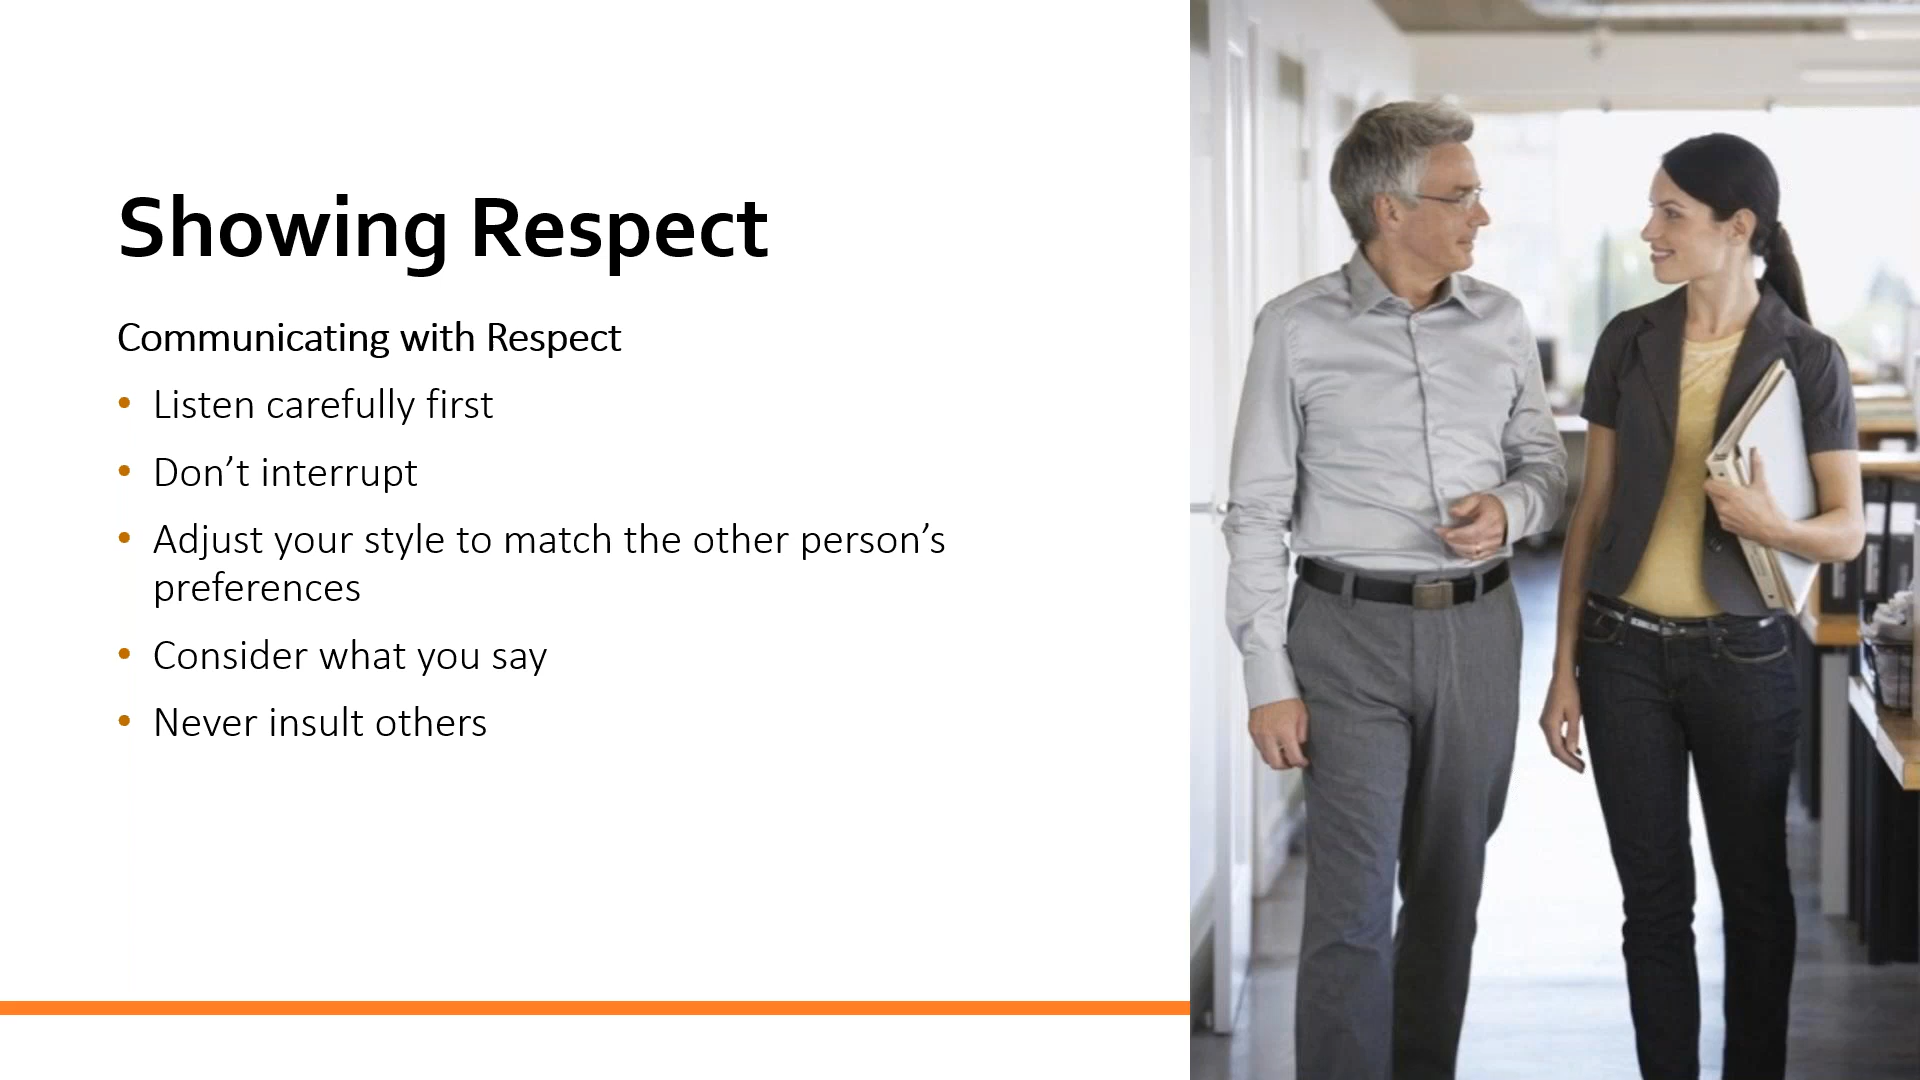 Showing Respect
Communicating with Respect
• Listen carefully first
• Don’t interrupt
• Adjust your style to match the other person’s
preferences
• Consider what you say
• Never insult others